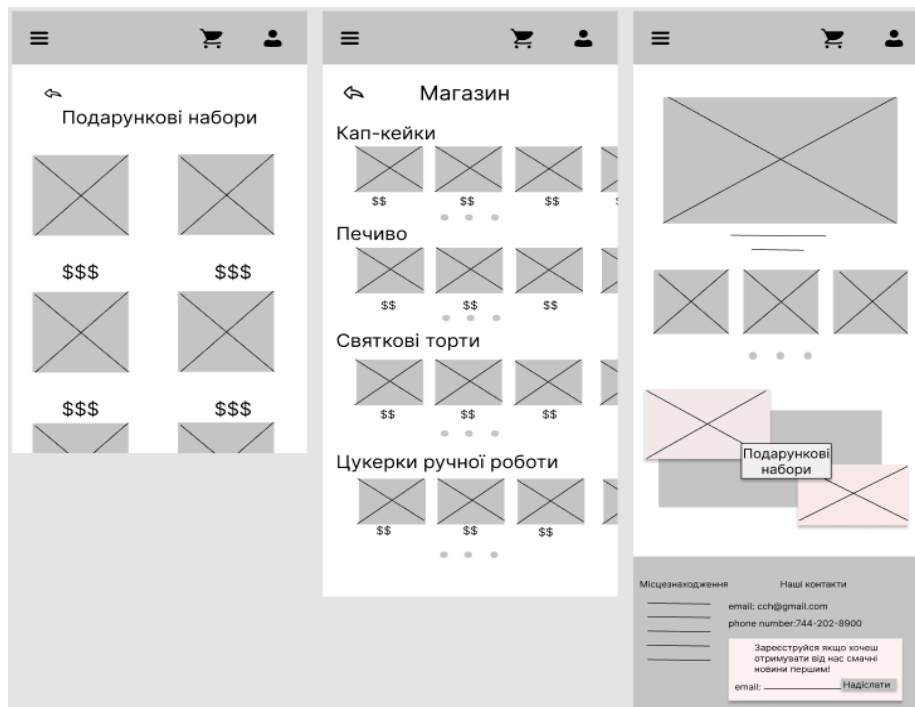 Подарункові набори
$$$ $$$
$$$ $$$
Магазин
Кап-кейки
$$ $$ $$
Печиво
$$ $$ $$
Святкові торти
$$ $$ $$
Цукерки ручної роботи
$$ $$ $$
Подарункові
набори
Місцезнаходження
Наші контакти
email: cch@gmail.com
phone number:744-202-8900
Зареєструйся якщо хочеш
отримувати від нас смачні
новини першим!
email:
Надіслати